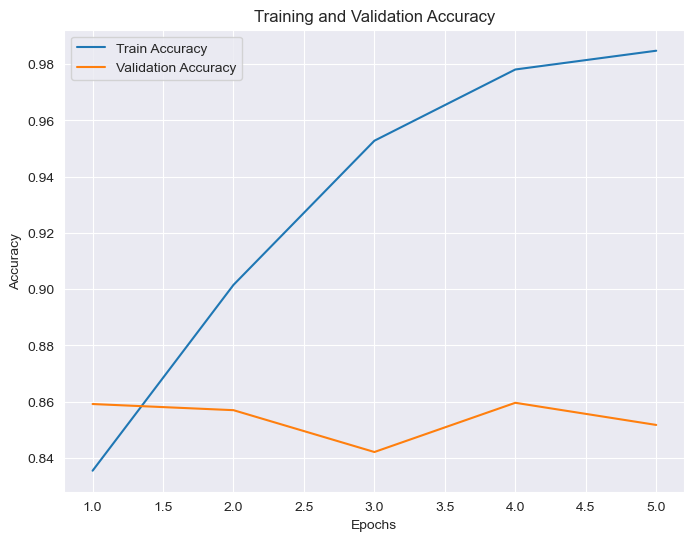 Training and Validation Accuracy
Train Accuracy
Validation Accuracy
0.98
0.96
0.94
0.92
0.90
0.88
0.86
0.84
Accuracy
1.0 1.5 2.0 2.5 3.0 3.5 4.0 4.5 5.0
Epochs